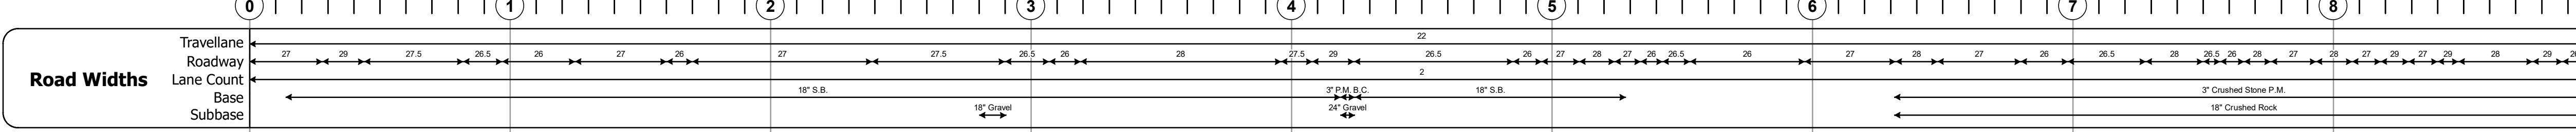 0 1 2 3 4 5 6 7 8
Road Widths
Travellane 22
Roadway 27 29 27.5 26.5 26 27 26 27 27.5 26.5 26 28 27.5 29 26.5 26 27 28 27 26 26.5 26 27 28 27 26 26.5 28 26.5 26 28 27 28 27 29 27 29 28 29
Lane Count 2
Base 18" S.B. 3" P.M. B.C. 18" S.B. 3" Crushed Stone P.M.
Subbase 18" Gravel 24" Gravel 18" Crushed Rock